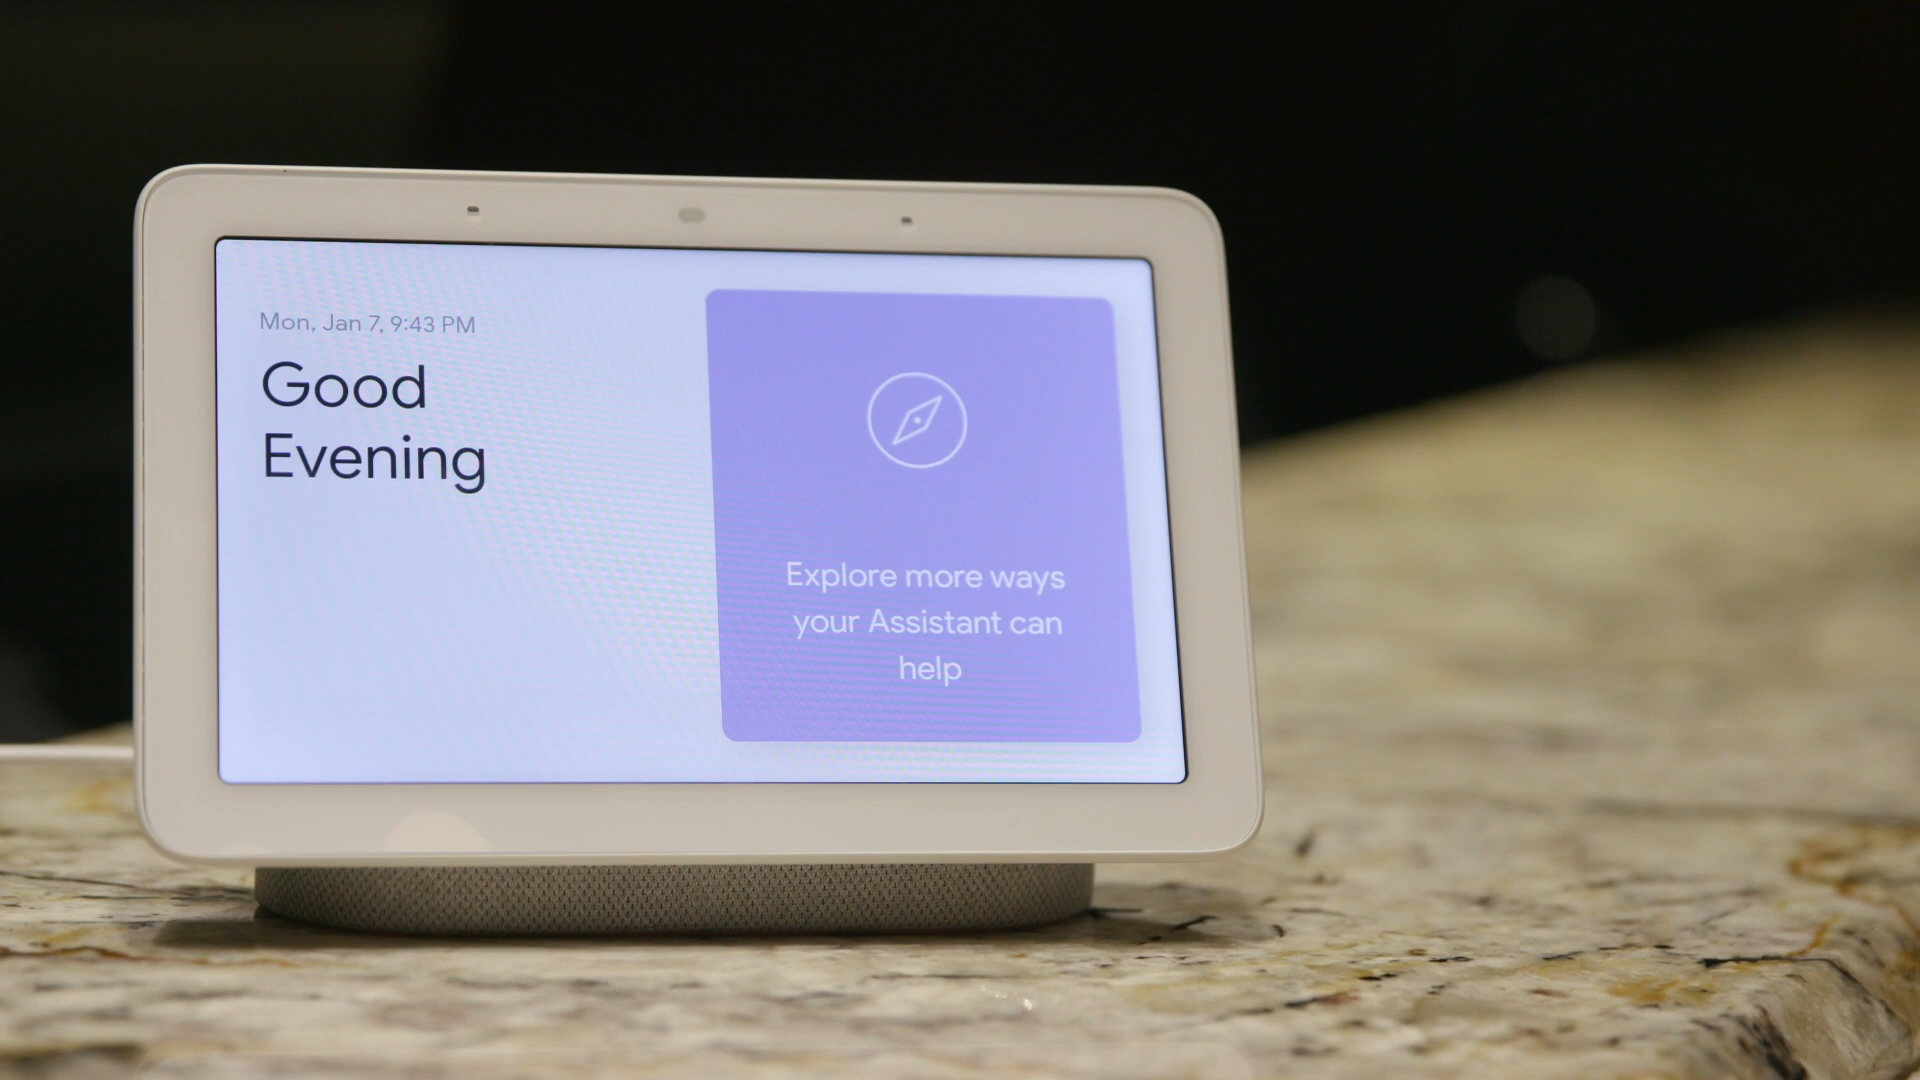 Mon, Jan 7, 9:43 PM
Good
Evening
Explore more ways
your Assistant can
help